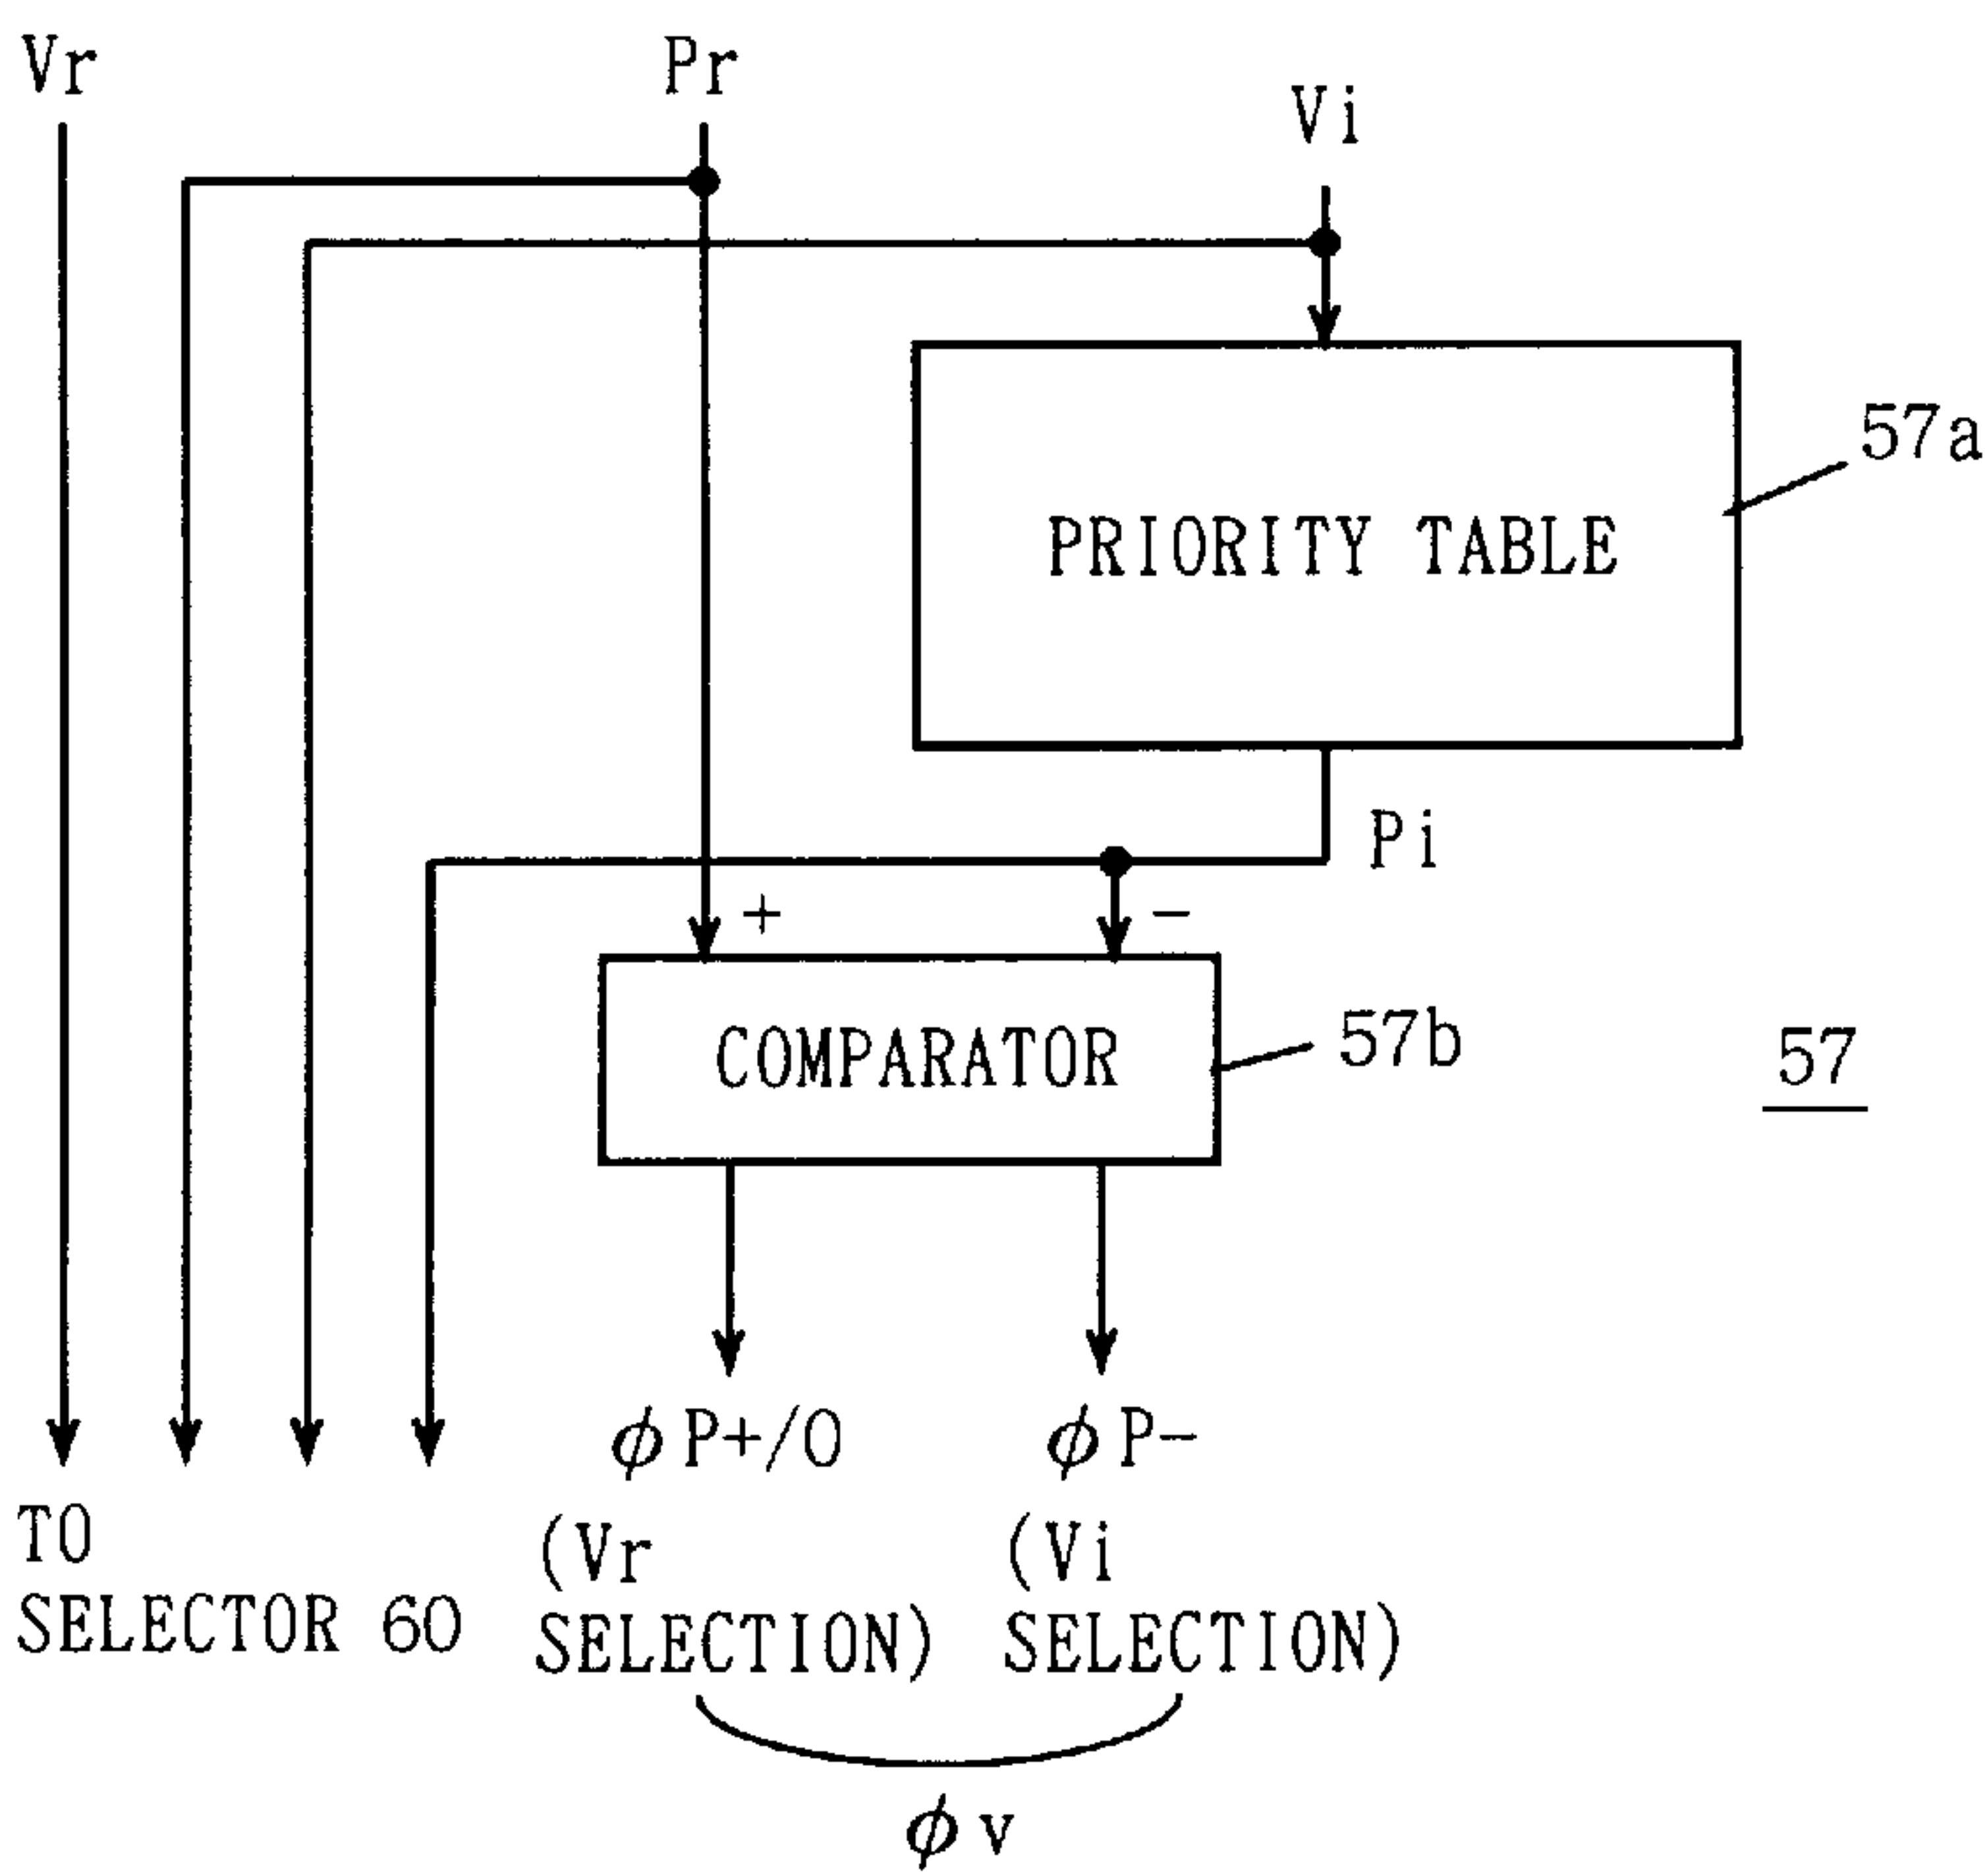 Vr
Pr
Vi
57a
PRIORITY TABLE
Pi
+
-
COMPARATOR
57b
57
ϕP+/0
ϕP-
TO
SELECTOR 60
(Vr
SELECTION)
(Vi
SELECTION)
ϕv